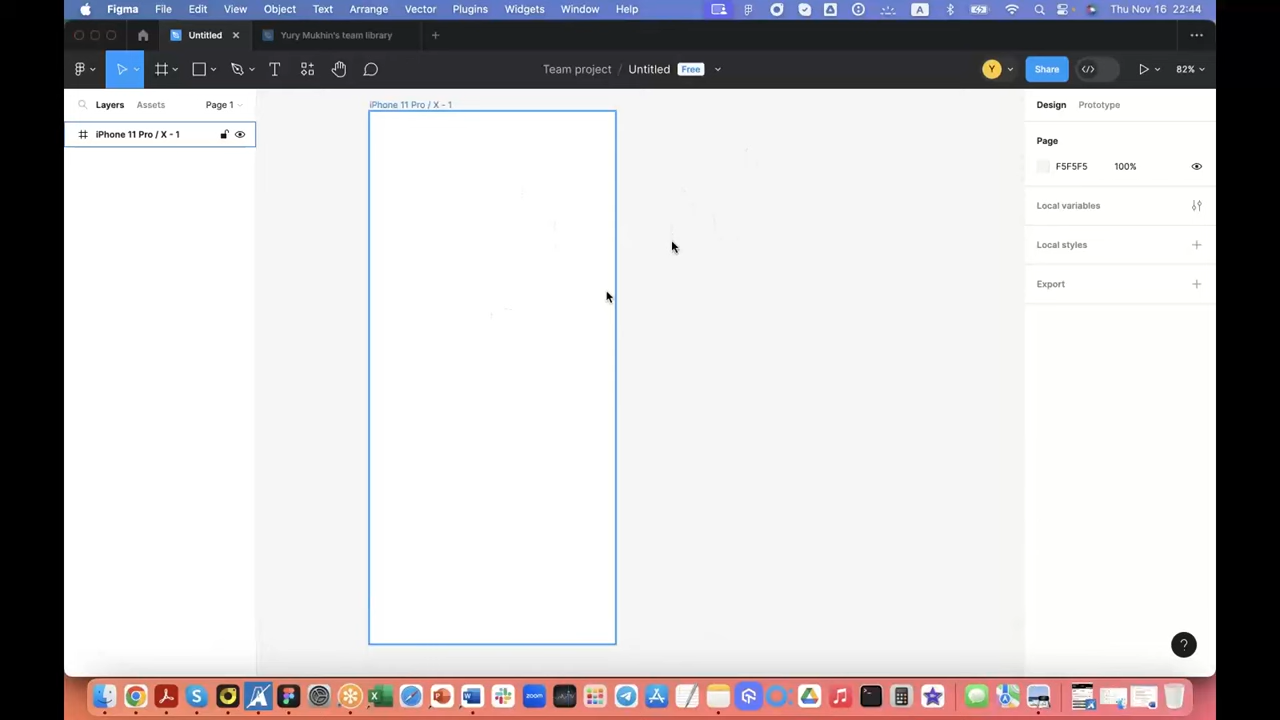 Figma File Edit View Object Text Arrange Vector Plugins Widgets Window Help A Thu Nov 16 22:44
Untitled Yury Mukhin's team library
Team project / Untitled Free Y Share 82%
Layers Assets Page 1
iPhone 11 Pro / X - 1
iPhone 11 Pro / X - 1
Design Prototype
Page
F5F5F5 100%
Local variables
Local styles
Export
?
zoom